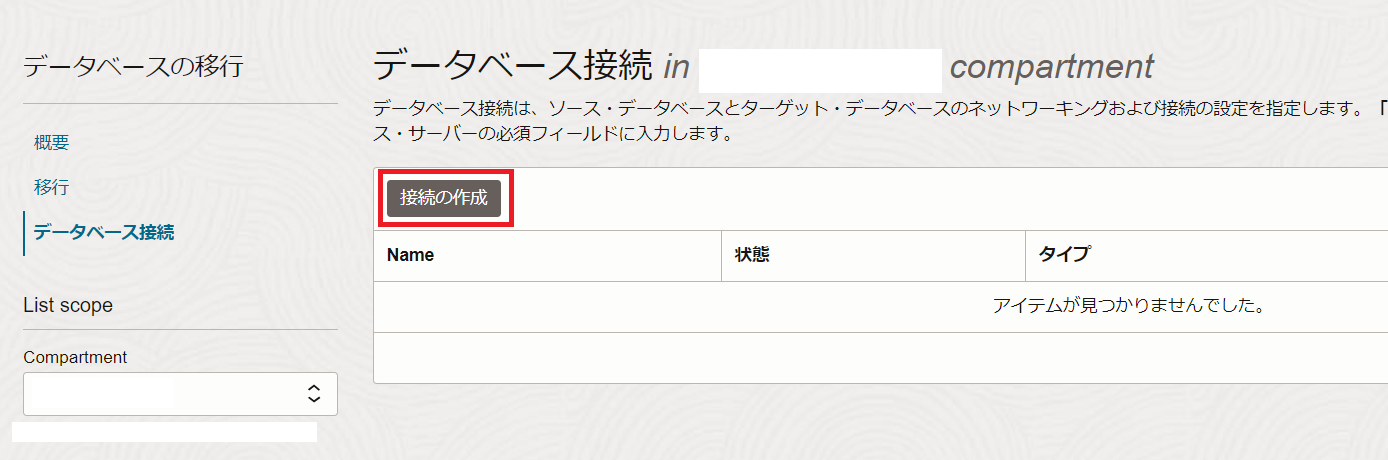 データベースの移行
概要
移行
データベース接続
List scope
Compartment
データベース接続 in compartment
データベース接続は、ソース・データベースとターゲット・データベースのネットワーキングおよび接続の設定を指定します。「
ス・サーバーの必須フィールドに入力します。
接続の作成
Name 状態 タイプ
アイテムが見つかりませんでした。